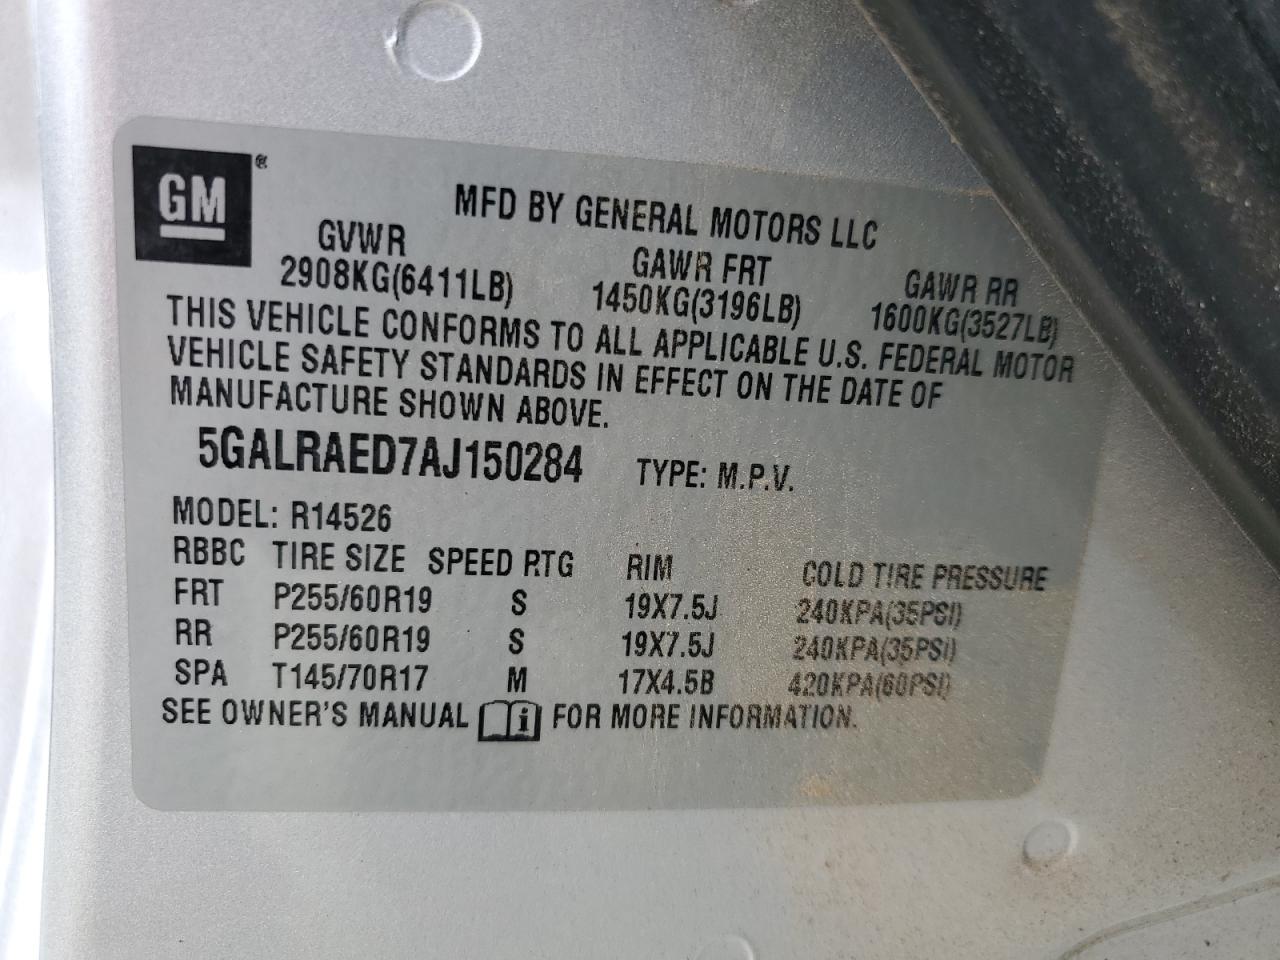 GM ®
MFD BY GENERAL MOTORS LLC
GVWR GAWR FRT GAWR RR
2908KG(6411LB) 1450KG(3196LB) 1600KG(3527LB)
THIS VEHICLE CONFORMS TO ALL APPLICABLE U.S. FEDERAL MOTOR
VEHICLE SAFETY STANDARDS IN EFFECT ON THE DATE OF
MANUFACTURE SHOWN ABOVE.
5GALRAED7AJ150284 TYPE: M.P.V.
MODEL: R14526
RBBC TIRE SIZE SPEED RTG RIM COLD TIRE PRESSURE
FRT P255/60R19 S 19X7.5J 240KPA(35PSI)
RR P255/60R19 S 19X7.5J 240KPA(35PSI)
SPA T145/70R17 M 17X4.5B 420KPA(60PSI)
SEE OWNER'S MANUAL i FOR MORE INFORMATION.